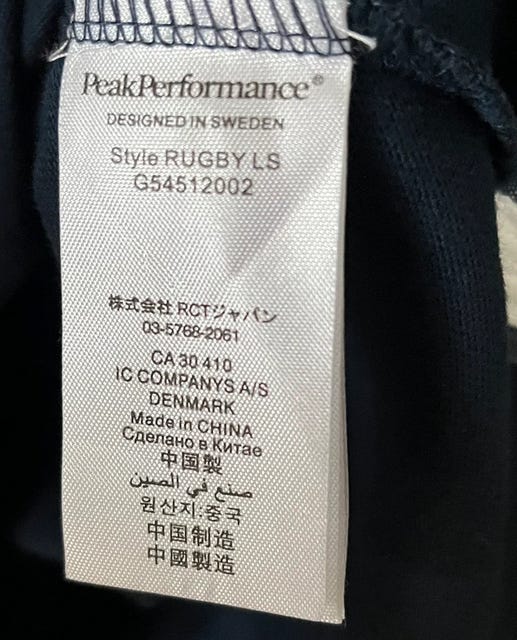 PeakPerformance®
DESIGNED IN SWEDEN
Style RUGBY LS
G54512002
株式会社 RCTジャパン
03-5768-2061
CA 30 410
IC COMPANYS A/S
DENMARK
Made in CHINA
Сделано в Китае
中国製
صنع في الصين
원산지:중국
中国制造
中國製造